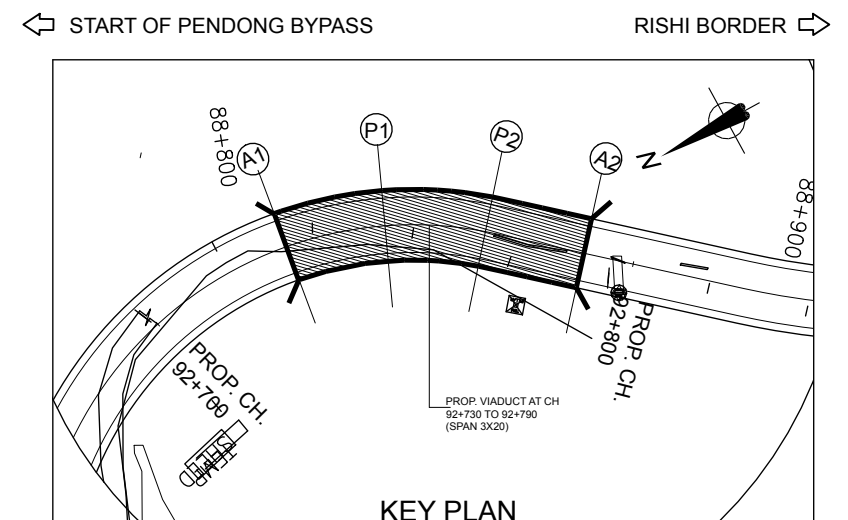 START OF PENDONG BYPASS
RISHI BORDER
88+800
A1
P1
P2
A2
N
88+900
PROP. CH.
92+700
PROP. CH.
92+800
PROP. VIADUCT AT CH
92+730 TO 92+790
(SPAN 3X20)
KEY PLAN